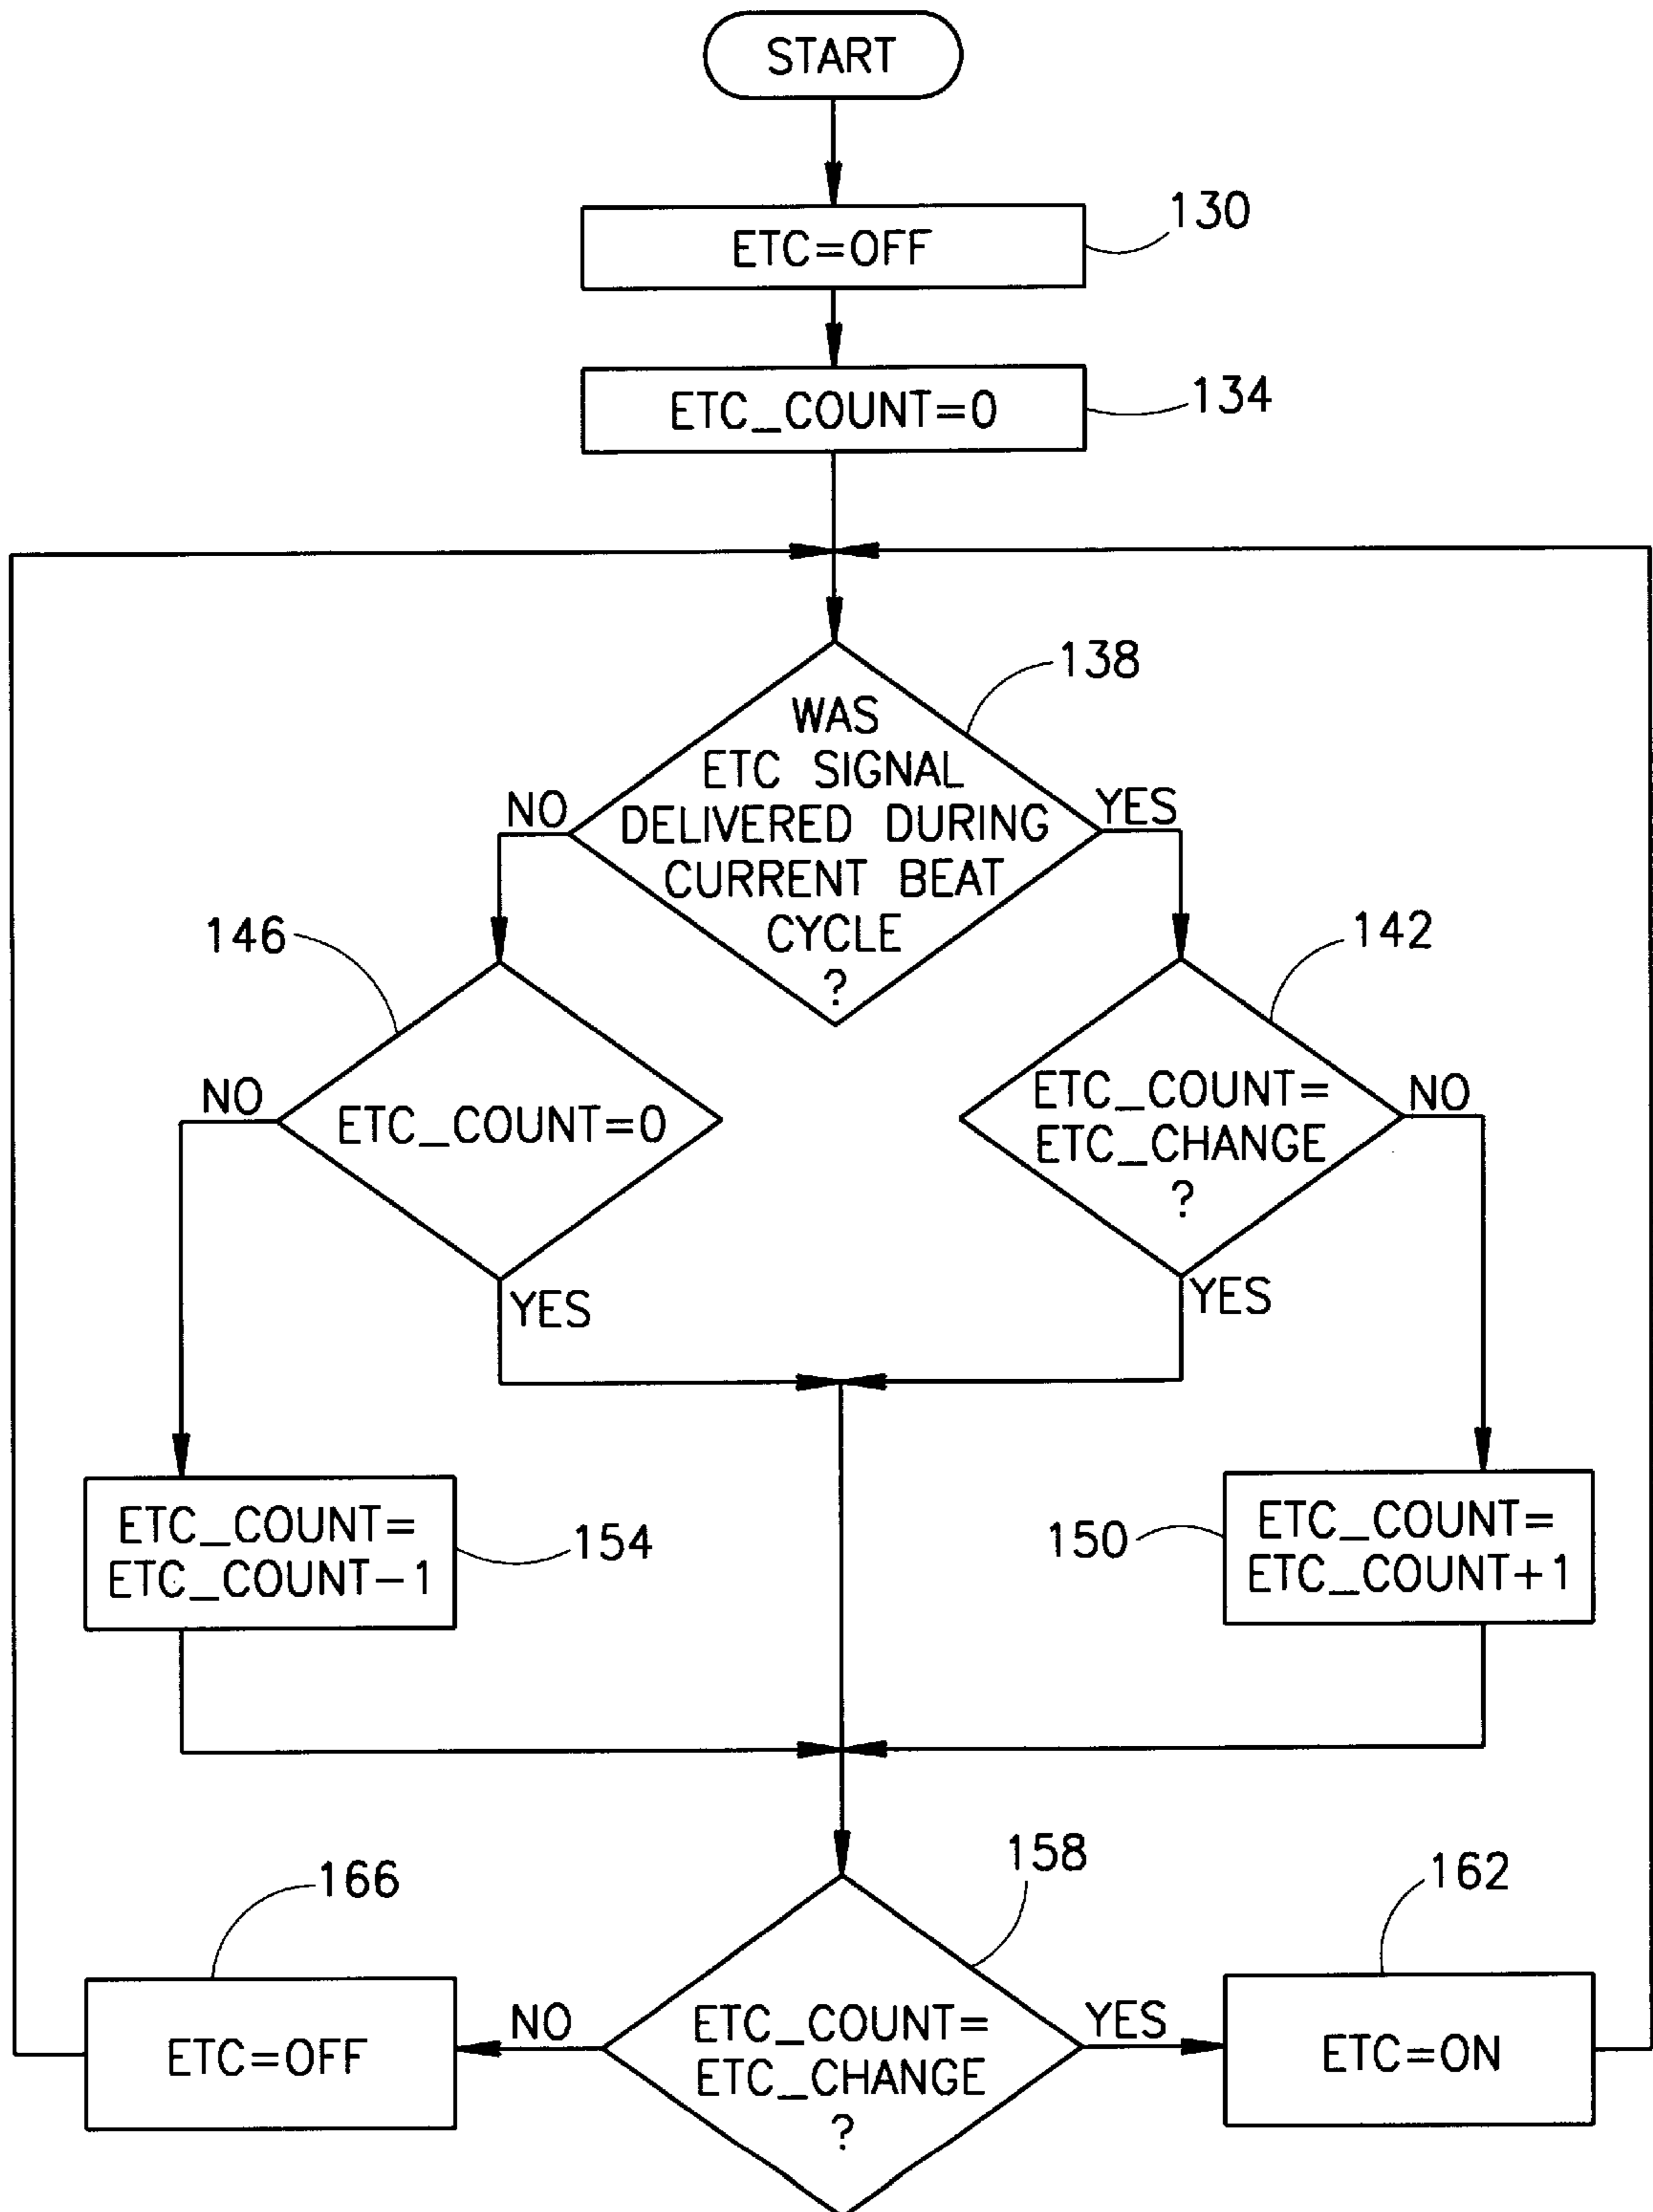 START
130
ETC=OFF
134
ETC_COUNT=0
138
WAS
ETC SIGNAL
DELIVERED DURING
CURRENT BEAT
CYCLE
?
NO
YES
146
142
NO
ETC_COUNT=0
ETC_COUNT=
ETC_CHANGE
?
NO
YES
YES
ETC_COUNT=
ETC_COUNT-1
154
150
ETC_COUNT=
ETC_COUNT+1
166
158
162
ETC=OFF
NO
ETC_COUNT=
ETC_CHANGE
?
YES
ETC=ON